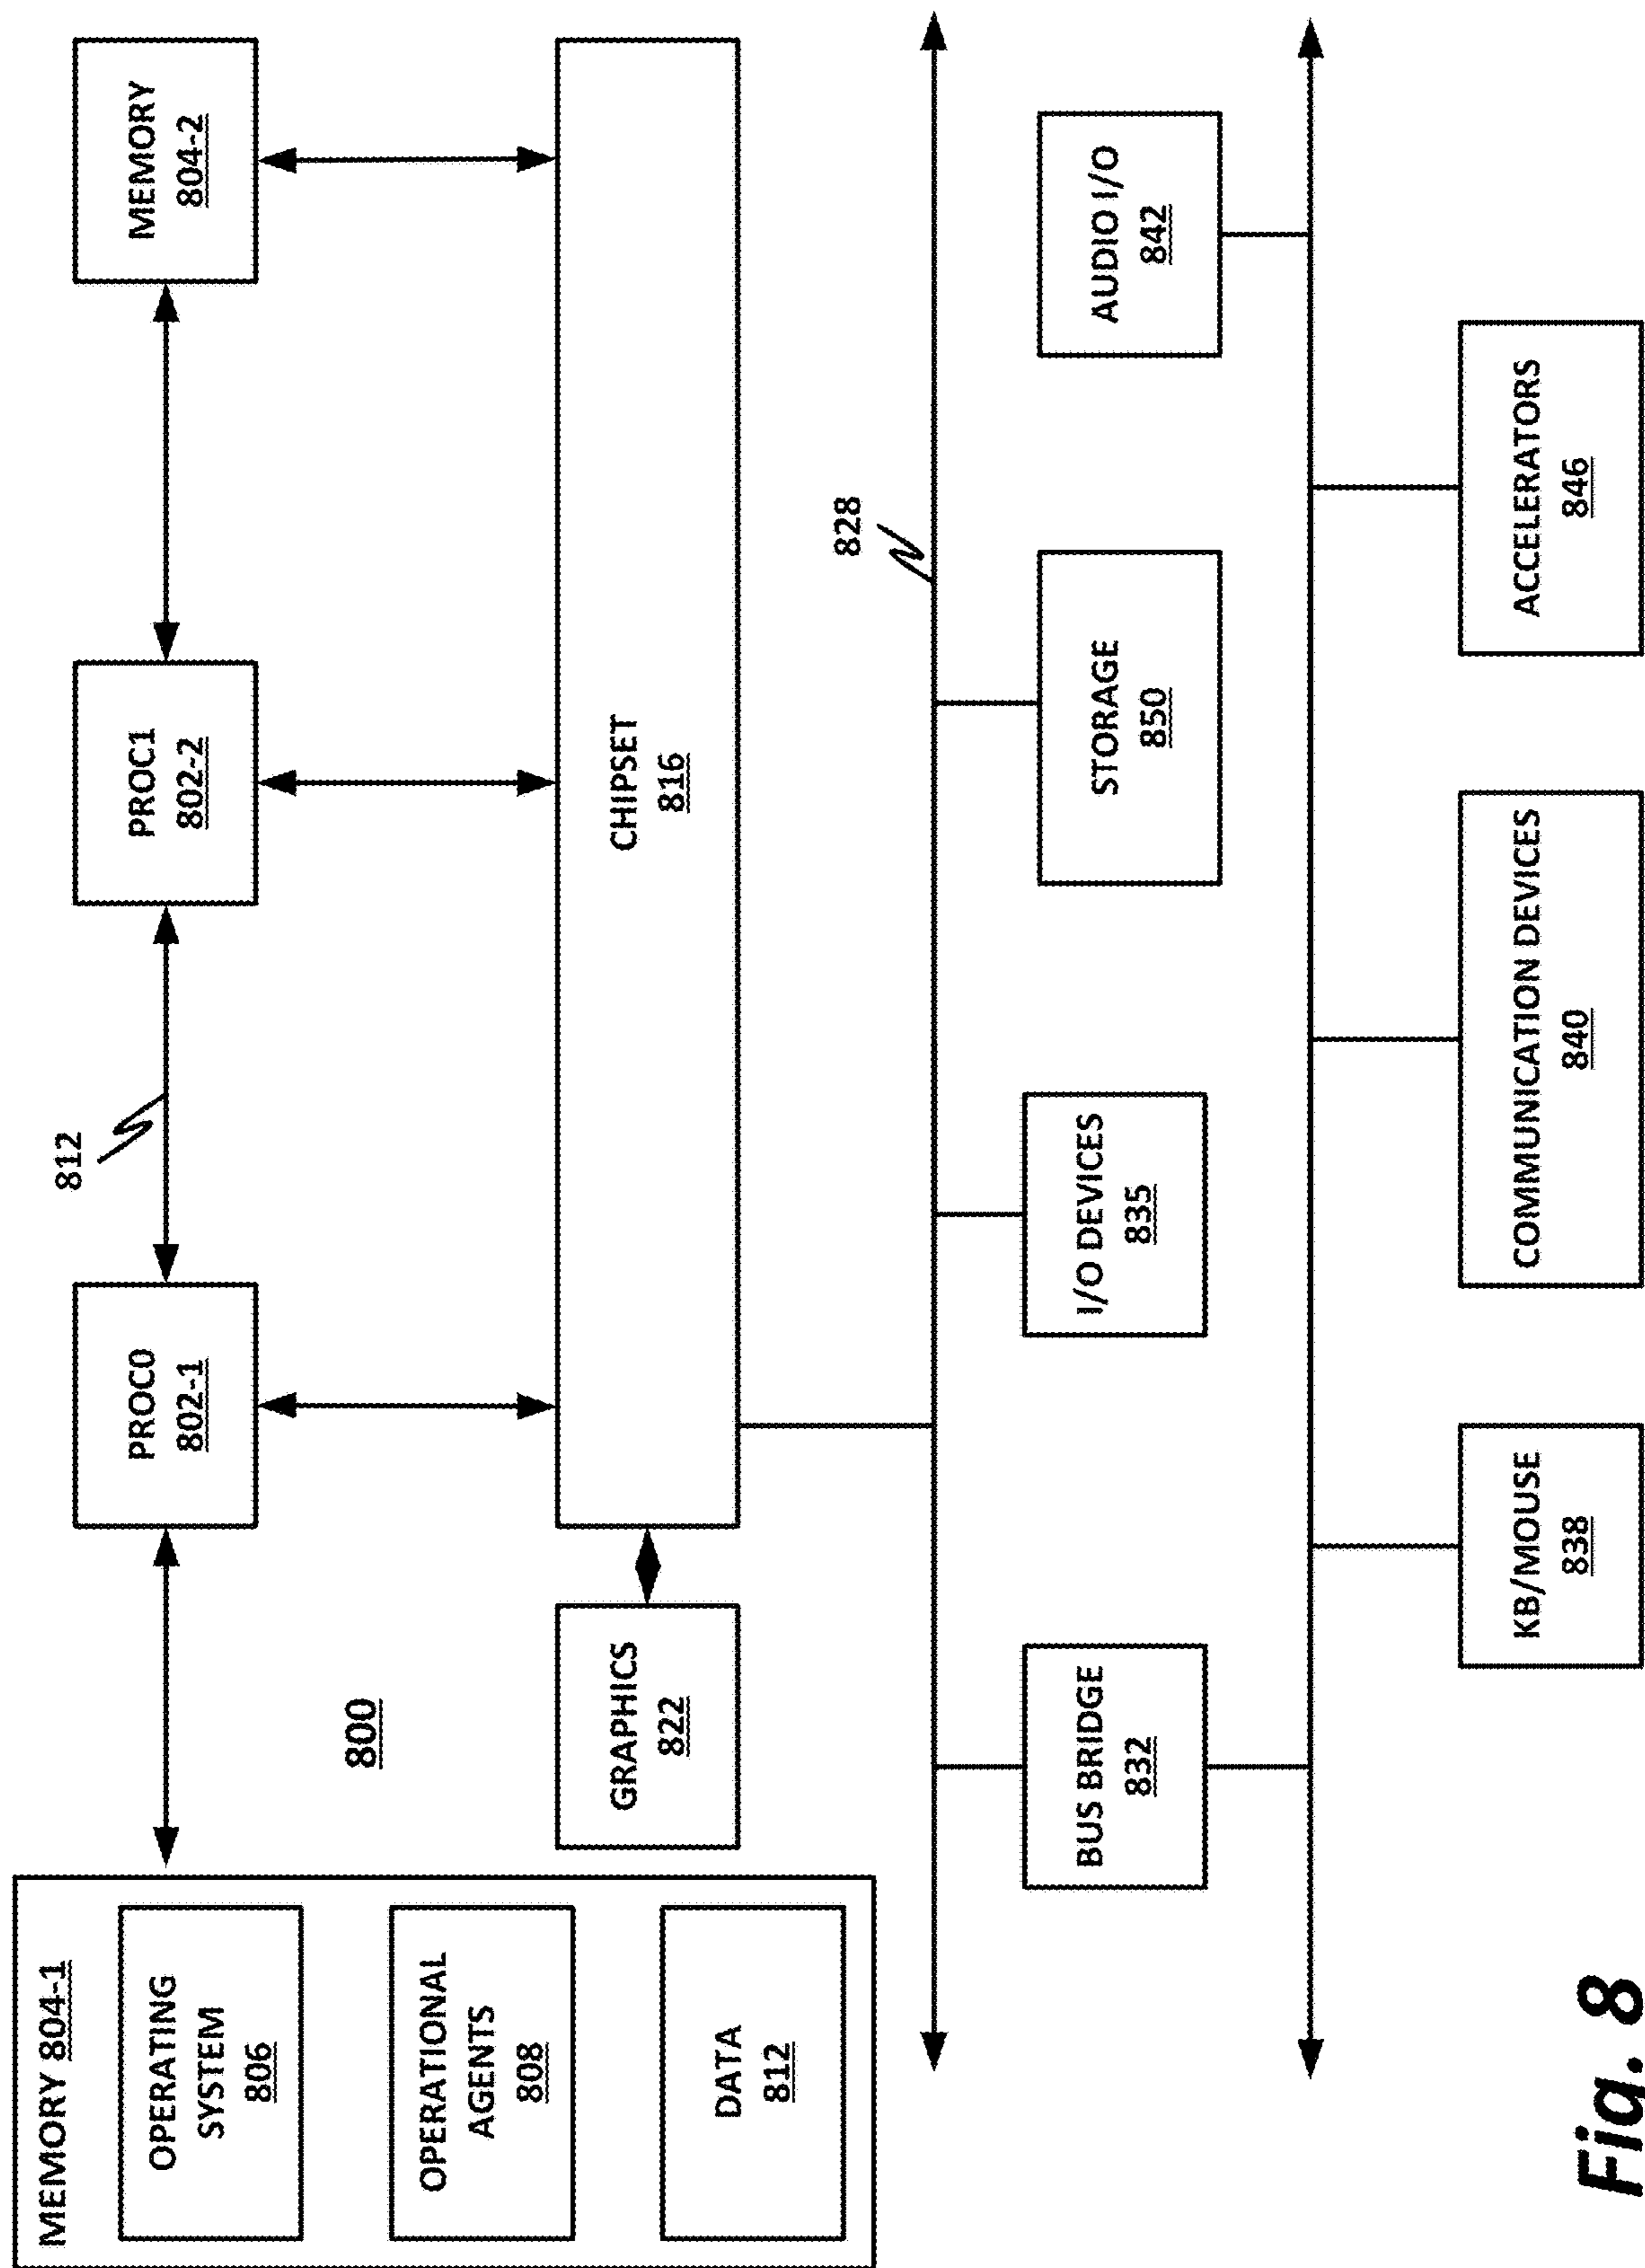 MEMORY 804-1
OPERATING
SYSTEM
806
OPERATIONAL
AGENTS
808
DATA
812
PROC0
802-1
812
PROC1
802-2
MEMORY
804-2
800
GRAPHICS
822
CHIPSET
816
828
BUS BRIDGE
832
I/O DEVICES
835
STORAGE
850
AUDIO I/O
842
KB/MOUSE
838
COMMUNICATION DEVICES
840
ACCELERATORS
846
Fig. 8